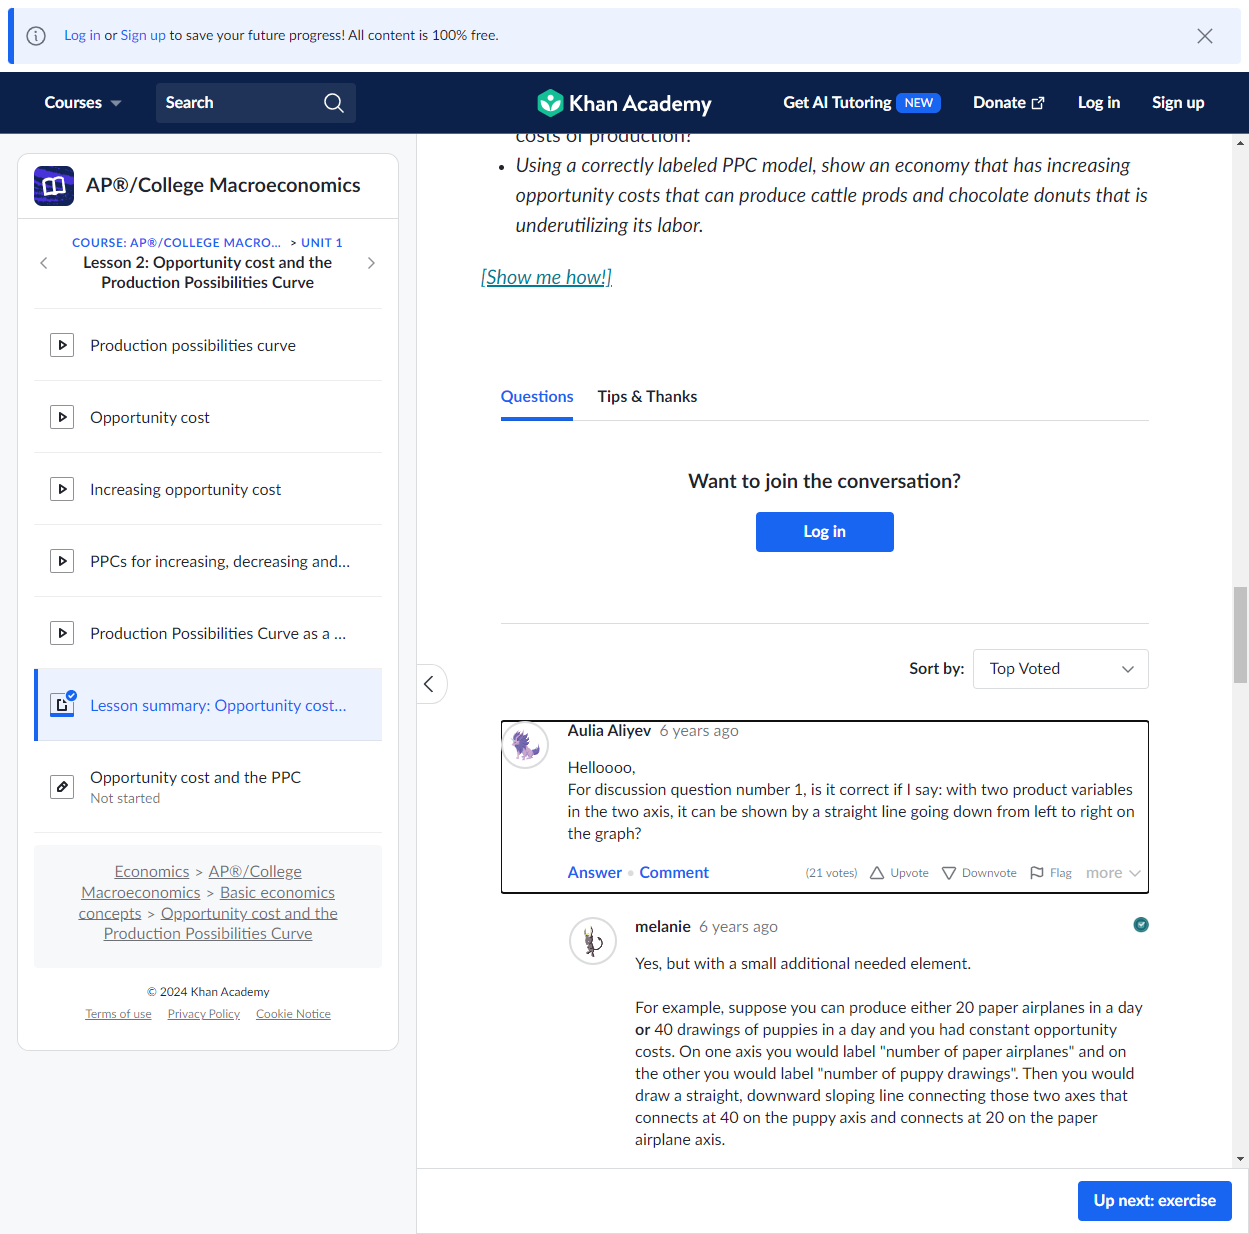 Log in or Sign up to save your future progress! All content is 100% free.
Courses
Search
Khan Academy
Get AI Tutoring NEW
Donate
Log in
Sign up
AP®/College Macroeconomics
COURSE: AP®/COLLEGE MACRO... > UNIT 1
Lesson 2: Opportunity cost and the
Production Possibilities Curve
Production possibilities curve
Opportunity cost
Increasing opportunity cost
PPCs for increasing, decreasing and...
Production Possibilities Curve as a ...
Lesson summary: Opportunity cost...
Opportunity cost and the PPC
Not started
Economics > AP®/College
Macroeconomics > Basic economics
concepts > Opportunity cost and the
Production Possibilities Curve
© 2024 Khan Academy
Terms of use Privacy Policy Cookie Notice
costs of production?
• Using a correctly labeled PPC model, show an economy that has increasing
opportunity costs that can produce cattle prods and chocolate donuts that is
underutilizing its labor.
[Show me how!]
Questions Tips & Thanks
Want to join the conversation?
Log in
Sort by: Top Voted
Aulia Aliyev 6 years ago
Helloooo,
For discussion question number 1, is it correct if I say: with two product variables
in the two axis, it can be shown by a straight line going down from left to right on
the graph?
Answer • Comment (21 votes) Upvote Downvote Flag more
melanie 6 years ago
Yes, but with a small additional needed element.
For example, suppose you can produce either 20 paper airplanes in a day
or 40 drawings of puppies in a day and you had constant opportunity
costs. On one axis you would label "number of paper airplanes" and on
the other you would label "number of puppy drawings". Then you would
draw a straight, downward sloping line connecting those two axes that
connects at 40 on the puppy axis and connects at 20 on the paper
airplane axis.
Up next: exercise